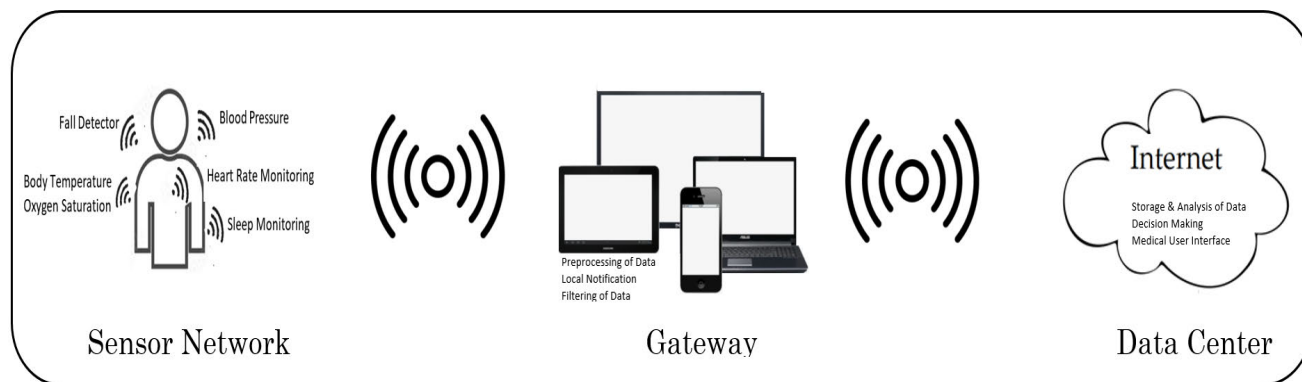 Fall Detector
Blood Pressure
Body Temperature
Oxygen Saturation
Heart Rate Monitoring
Sleep Monitoring
Preprocessing of Data
Local Notification
Filtering of Data
Internet
Storage & Analysis of Data
Decision Making
Medical User Interface
Sensor Network
Gateway
Data Center